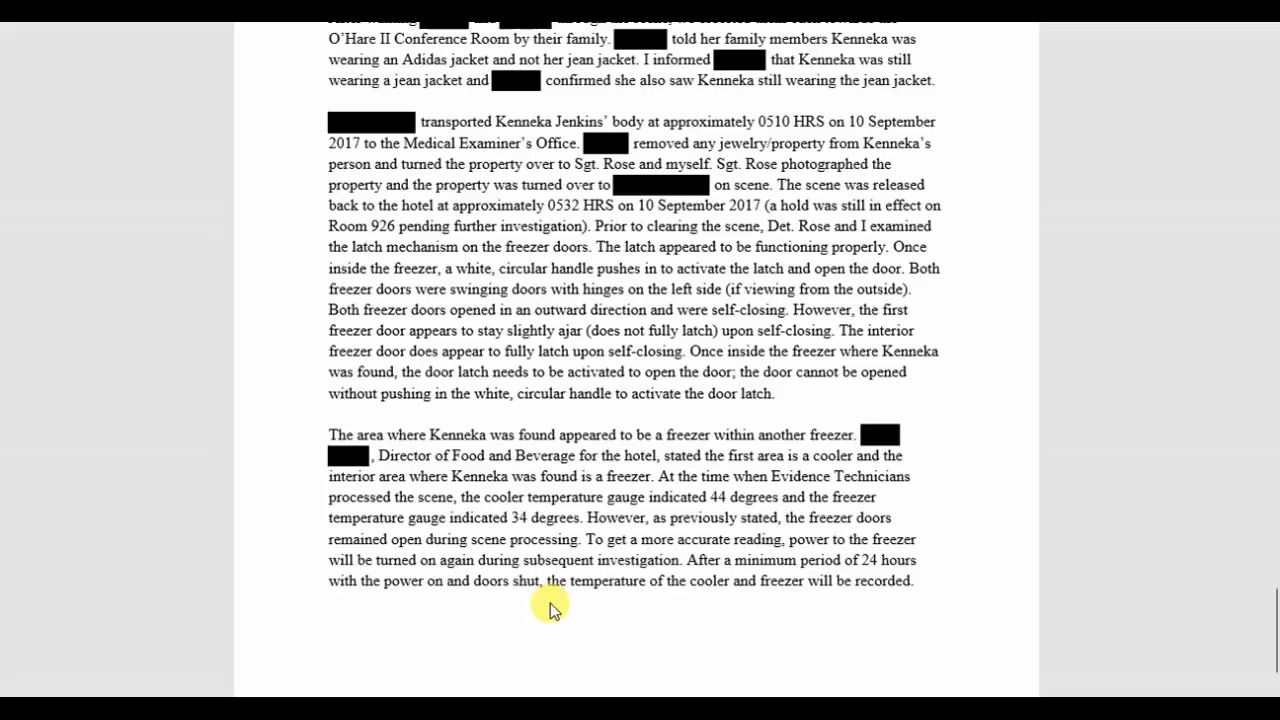 O'Hare II Conference Room by their family. told her family members Kenneka was
wearing an Adidas jacket and not her jean jacket. I informed that Kenneka was still
wearing a jean jacket and confirmed she also saw Kenneka still wearing the jean jacket.
transported Kenneka Jenkins' body at approximately 0510 HRS on 10 September
2017 to the Medical Examiner's Office. removed any jewelry/property from Kenneka's
person and turned the property over to Sgt. Rose and myself. Sgt. Rose photographed the
property and the property was turned over to on scene. The scene was released
back to the hotel at approximately 0532 HRS on 10 September 2017 (a hold was still in effect on
Room 926 pending further investigation). Prior to clearing the scene, Det. Rose and I examined
the latch mechanism on the freezer doors. The latch appeared to be functioning properly. Once
inside the freezer, a white, circular handle pushes in to activate the latch and open the door. Both
freezer doors were swinging doors with hinges on the left side (if viewing from the outside).
Both freezer doors opened in an outward direction and were self-closing. However, the first
freezer door appears to stay slightly ajar (does not fully latch) upon self-closing. The interior
freezer door does appear to fully latch upon self-closing. Once inside the freezer where Kenneka
was found, the door latch needs to be activated to open the door; the door cannot be opened
without pushing in the white, circular handle to activate the door latch.
The area where Kenneka was found appeared to be a freezer within another freezer.
, Director of Food and Beverage for the hotel, stated the first area is a cooler and the
interior area where Kenneka was found is a freezer. At the time when Evidence Technicians
processed the scene, the cooler temperature gauge indicated 44 degrees and the freezer
temperature gauge indicated 34 degrees. However, as previously stated, the freezer doors
remained open during scene processing. To get a more accurate reading, power to the freezer
will be turned on again during subsequent investigation. After a minimum period of 24 hours
with the power on and doors shut, the temperature of the cooler and freezer will be recorded.